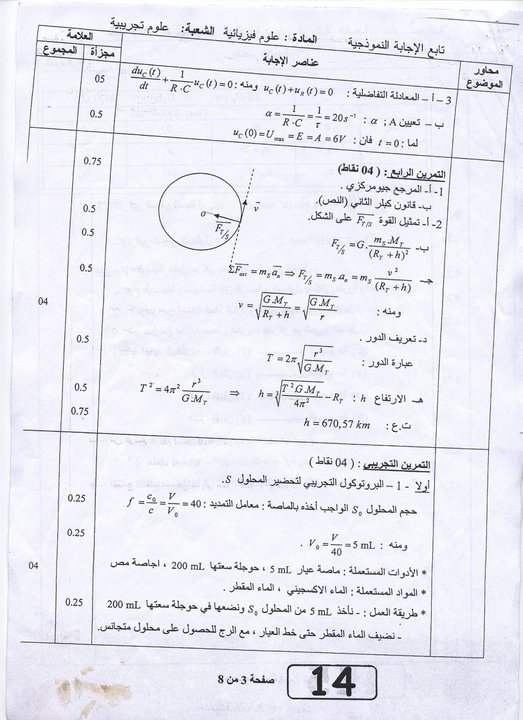 تابع الإجابة النموذجية المادة : علوم فيزيائية الشعبة: علوم تجريبية
العلامة
محاور الموضوع
عناصر الإجابة
مجزأة المجموع
3 – أ – المعادلة التفاضلية : u_C(t)+u_R(t)=0 ومنه : du_C(t)/dt + 1/(R·C) u_C(t)=0 05
ب – تعيين A ; α : α = 1/(R·C) = 1/τ = 20s⁻¹ 0.5
لما : t = 0 فان : u_C(0)=U_max=E=A=6V
التمرين الرابع : ( 04 نقاط)
1- أ- المرجع جيومركزي . 0.75
ب- قانون كبلر الثاني (النص). 0.5
2- أ- تمثيل القوة F_T/S على الشكل. 0.5
o v F_T/S
ب- F_T/S = G. m_S.M_T/(R_T + h)² 0.5
ΣF_ext = m_S a_n ⇒ F_T/S = m_S.a_n = m_S v²/(R_T + h) 0.5
ومنه : v = √(G.M_T/(R_T + h)) = √(G.M_T/r) 04
د- تعريف الدور .
عبارة الدور : T = 2π√(r³/G.M_T)
هـ- الارتفاع h : T² = 4π² r³/G.M_T ⇒ h = ∛(T².G.M_T/4π²) − R_T 0.5
ت.ع : h = 670,57 km 0.75
التمرين التجريبي : ( 04 نقاط )
أولا - 1 – البروتوكول التجريبي لتحضير المحلول S.
حجم المحلول S₀ الواجب أخذه بالماصة : معامل التمديد : f = c₀/c = V/V₀ = 40 0.25
ومنه : V₀ = V/40 = 5 mL . 0.25
* الأدوات المستعملة : ماصة عيار 5 mL ، حوجلة سعتها 200 mL ، اجاصة مص 04
* المواد المستعملة : الماء الاكسجيني ، الماء المقطر .
* طريقة العمل : - نأخذ 5 mL من المحلول S₀ ونضعها في حوجلة سعتها 200 mL 0.25
- نضيف الماء المقطر حتى خط العيار ، مع الرج للحصول على محلول متجانس.
صفحة 3 من 8
14